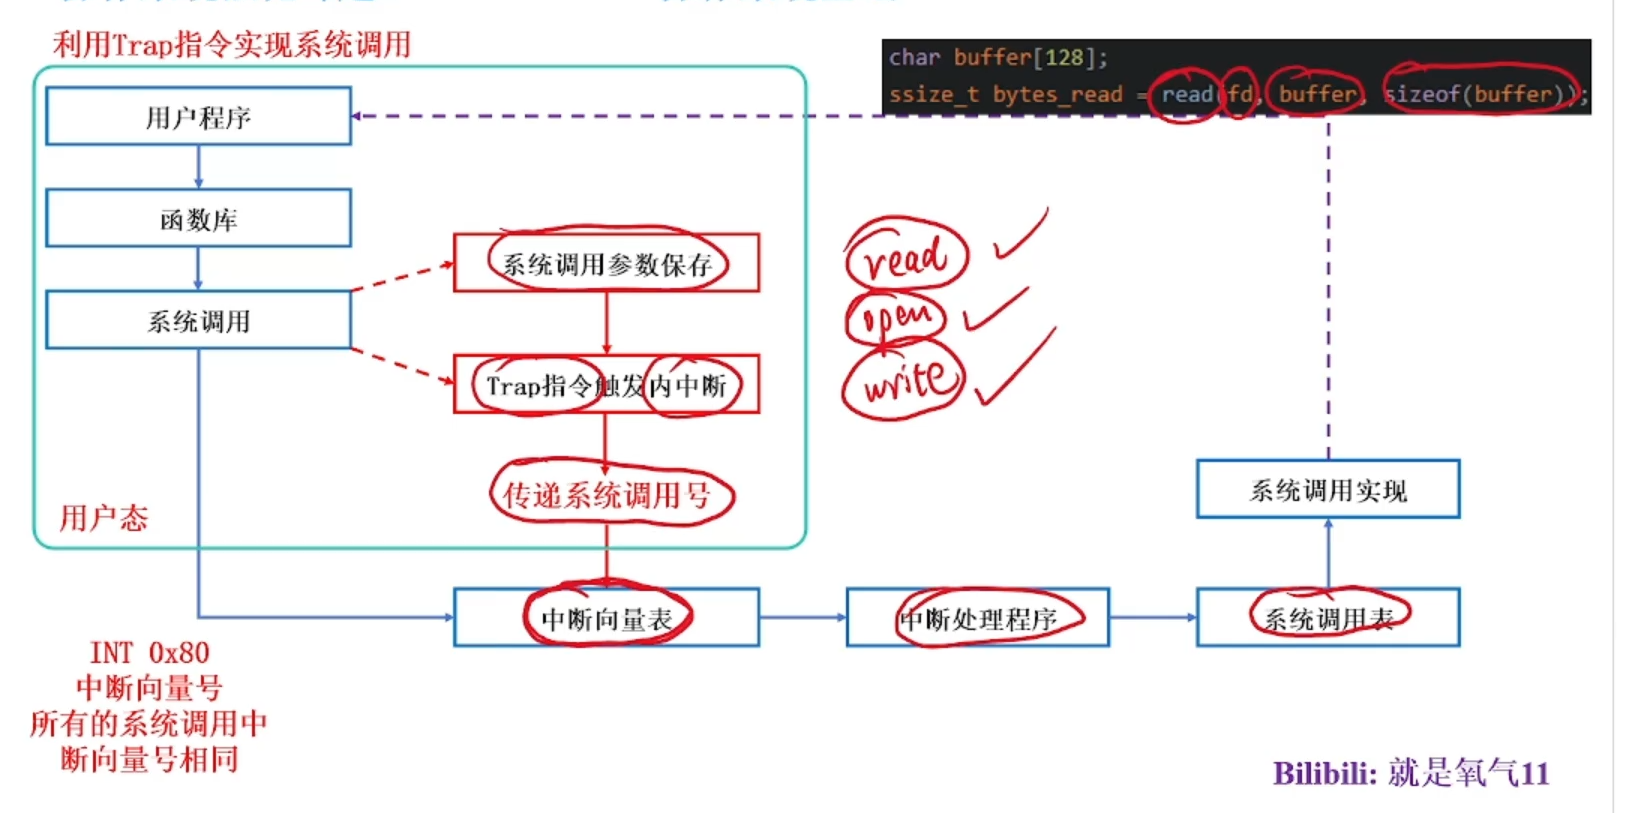 利用Trap指令实现系统调用
char buffer[128];
ssize_t bytes_read = read(fd, buffer, sizeof(buffer));
用户程序
函数库
系统调用
系统调用参数保存
Trap指令触发内中断
传递系统调用号
用户态
read
open
write
系统调用实现
中断向量表
中断处理程序
系统调用表
INT 0x80
中断向量号
所有的系统调用中
断向量号相同
Bilibili: 就是氧气11